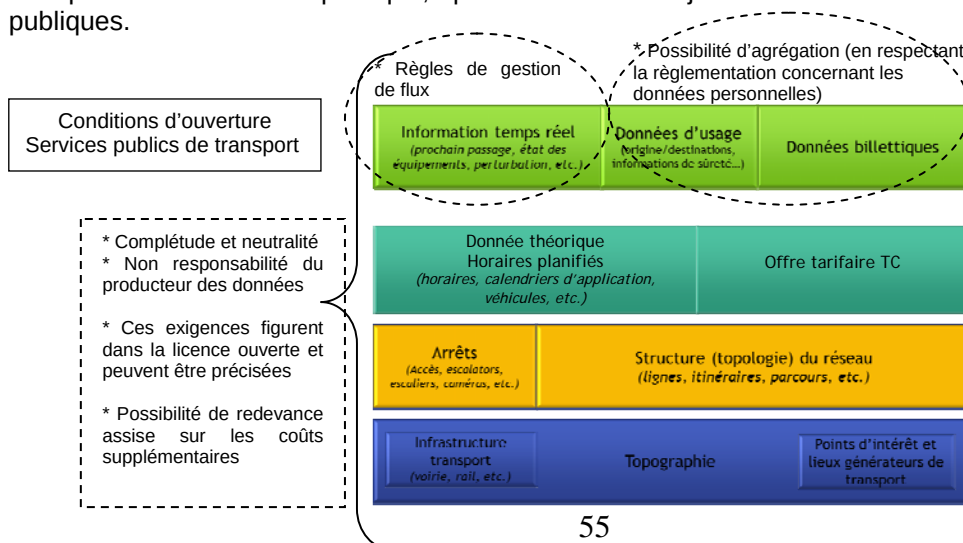 publiques.
* Règles de gestion
de flux
* Possibilité d'agrégation (en respectant
la règlementation concernant les
données personnelles)
Conditions d'ouverture
Services publics de transport
Information temps réel
(prochain passage, état des
équipements, perturbation, etc.)
Données d'usage
(origine/destinations,
informations de sûreté...)
Données billettiques
* Complétude et neutralité
* Non responsabilité du
producteur des données
* Ces exigences figurent
dans la licence ouverte et
peuvent être précisées
* Possibilité de redevance
assise sur les coûts
supplémentaires
Donnée théorique
Horaires planifiés
(horaires, calendriers d'application,
véhicules, etc.)
Offre tarifaire TC
Arrêts
(Accès, escalators,
escaliers, caméras, etc.)
Structure (topologie) du réseau
(lignes, itinéraires, parcours, etc.)
Infrastructure
transport
(voirie, rail, etc.)
Topographie
Points d'intérêt et
lieux générateurs de
transport
55